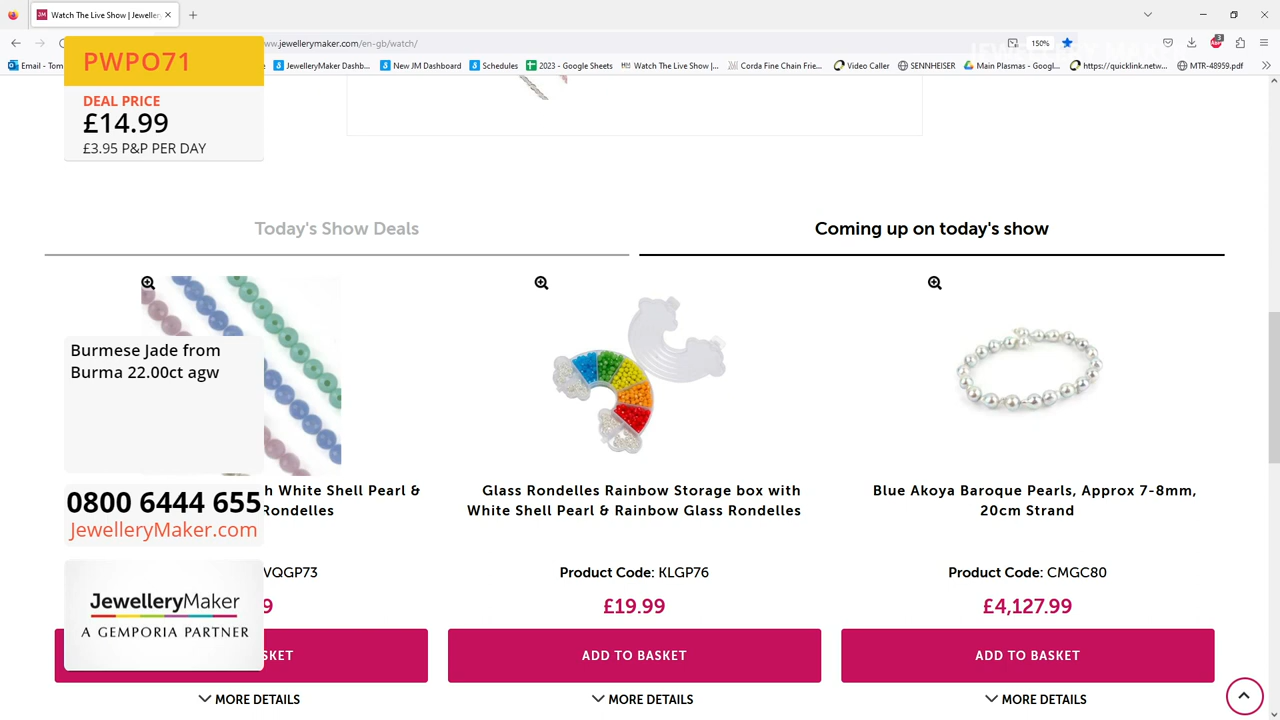 Watch The Live Show | Jeweller
ww.jewellerymaker.com/en-gb/watch/
150%
3
Email - Tom
JewelleryMaker Dashb...
New JM Dashboard
Schedules
2023 - Google Sheets
Watch The Live Show |...
Corda Fine Chain Frie...
Video Caller
SENNHEISER
Main Plasmas - Googl...
https://quicklink.netw...
MTR-48959.pdf
PWPO71
DEAL PRICE
£14.99
£3.95 P&P PER DAY
Today's Show Deals
Coming up on today's show
Burmese Jade from
Burma 22.00ct agw
h White Shell Pearl &
Rondelles
Glass Rondelles Rainbow Storage box with
White Shell Pearl & Rainbow Glass Rondelles
Blue Akoya Baroque Pearls, Approx 7-8mm,
20cm Strand
0800 6444 655
JewelleryMaker.com
VQGP73
Product Code: KLGP76
Product Code: CMGC80
9
£19.99
£4,127.99
JewelleryMaker
A GEMPORIA PARTNER
SKET
ADD TO BASKET
ADD TO BASKET
MORE DETAILS
MORE DETAILS
MORE DETAILS